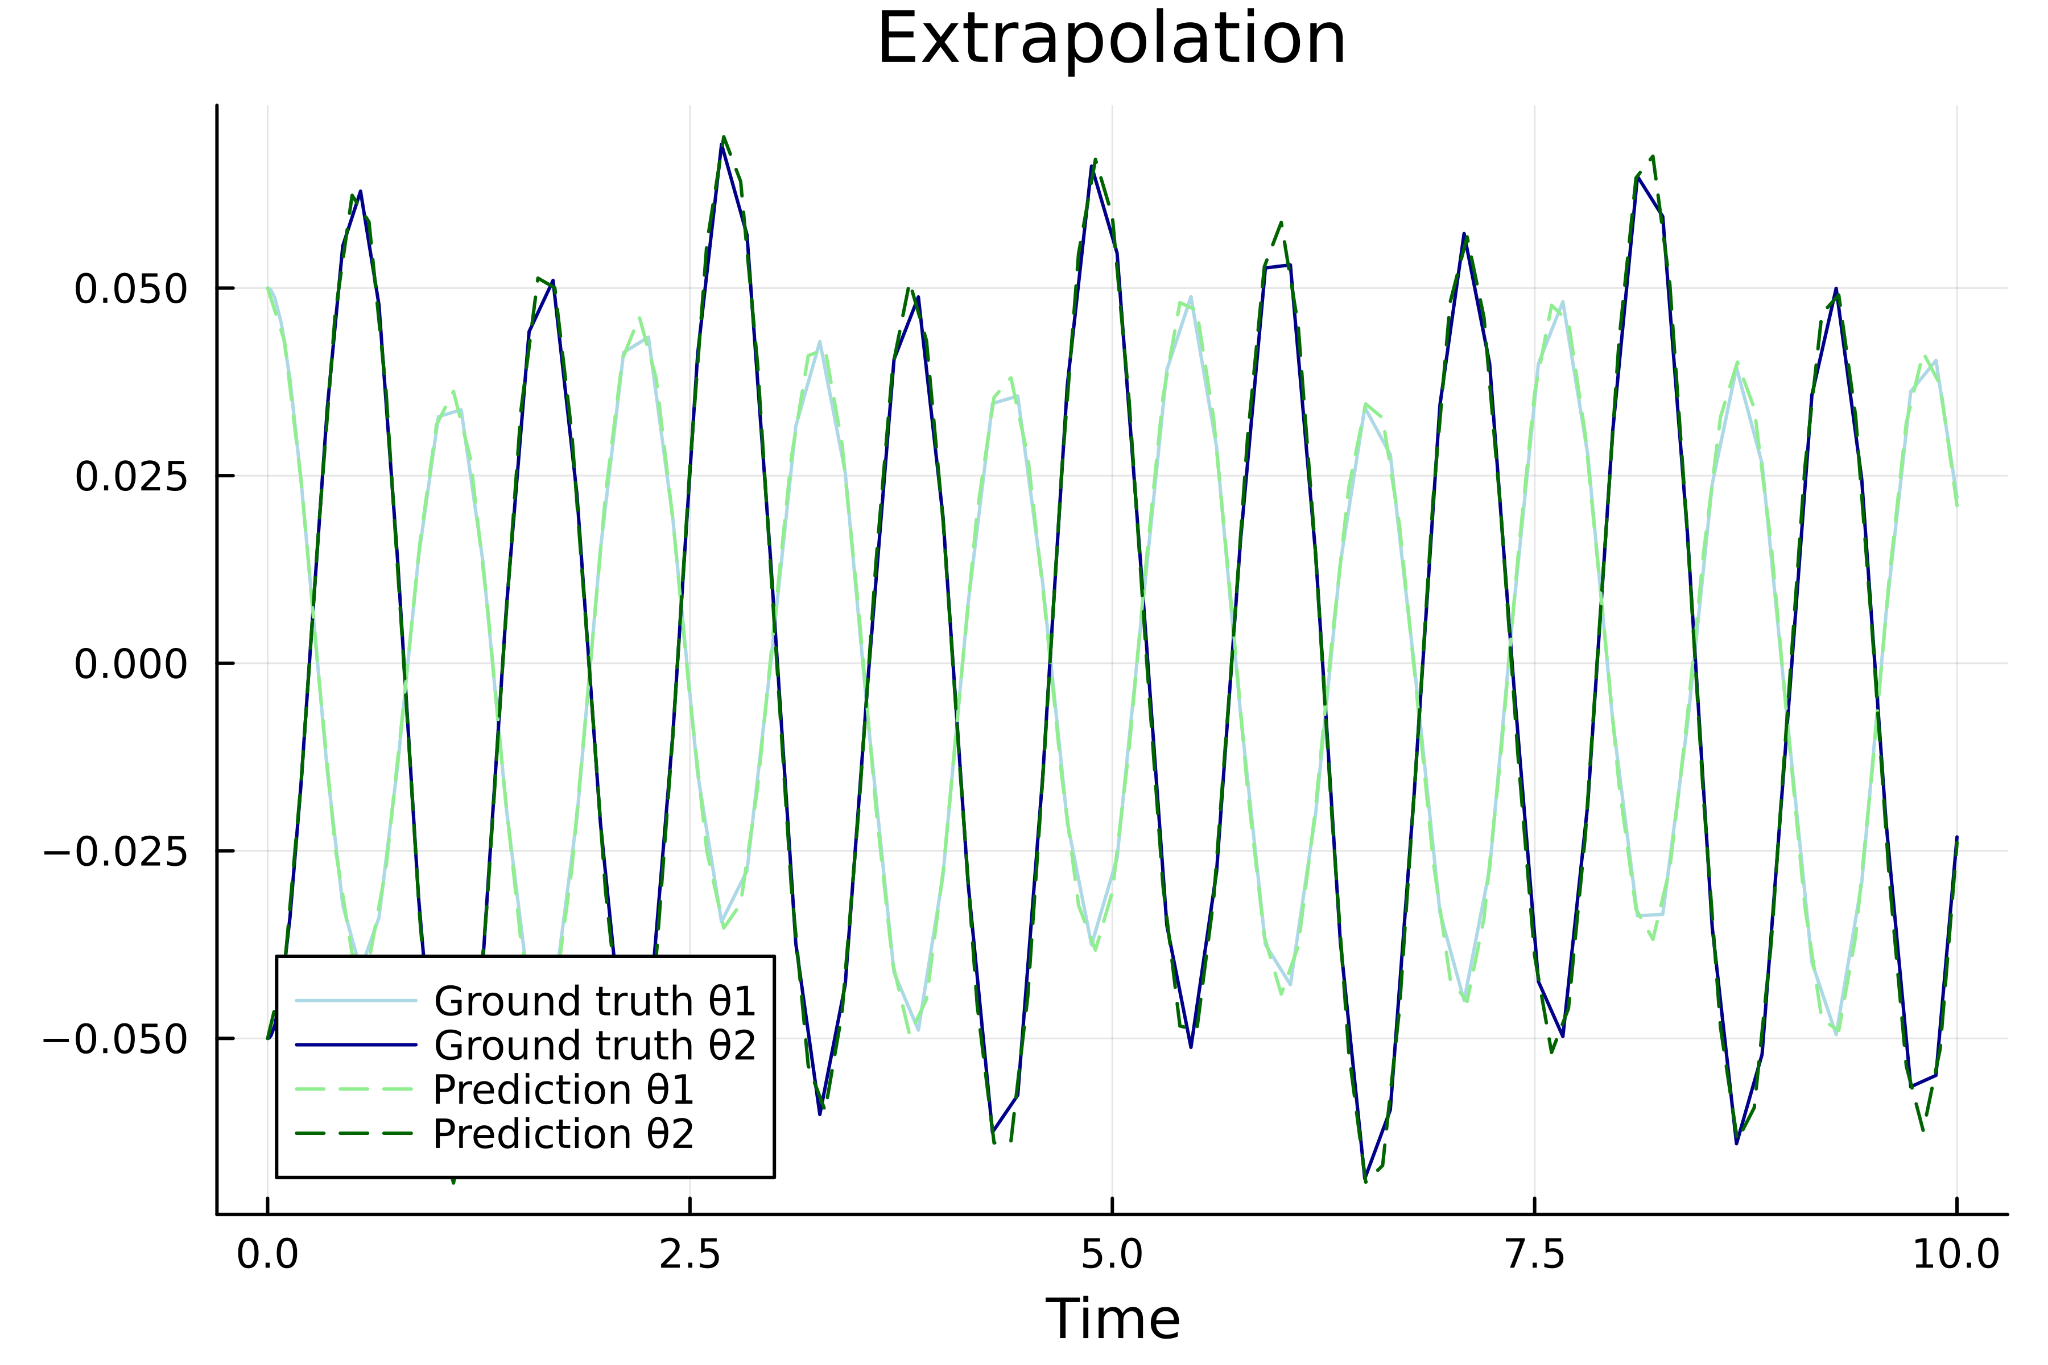 Extrapolation
0.050
0.025
0.000
−0.025
−0.050
Ground truth θ1
Ground truth θ2
Prediction θ1
Prediction θ2
0.0 2.5 5.0 7.5 10.0
Time